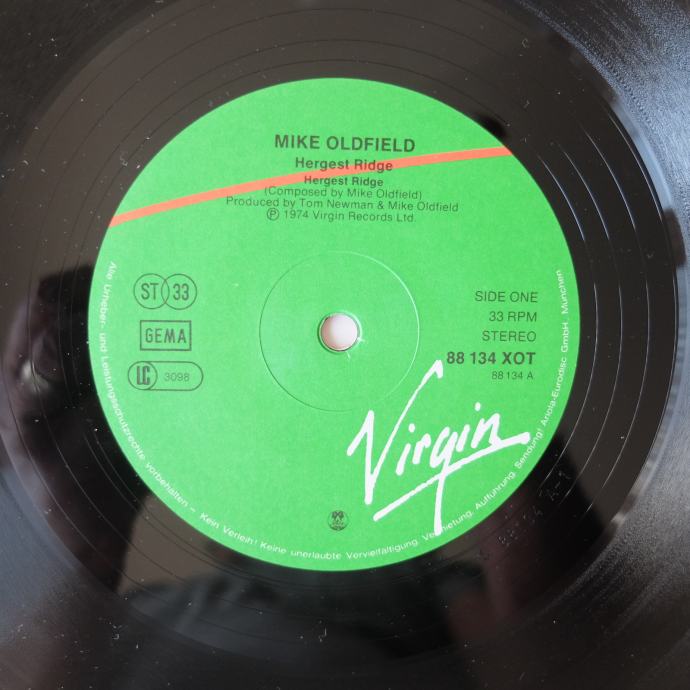 MIKE OLDFIELD
Hergest Ridge
Hergest Ridge
(Composed by Mike Oldfield)
Produced by Tom Newman & Mike Oldfield
Ⓟ 1974 Virgin Records Ltd.
ST 33
GEMA
LC 3098
SIDE ONE
33 RPM
STEREO
88 134 XOT
88 134 A
Virgin
Alle Urheber- und Leistungsschutzrechte vorbehalten – Kein Verleih! Keine unerlaubte Vervielfältigung, Vermietung, Aufführung, Sendung! Ariola-Eurodisc GmbH, München